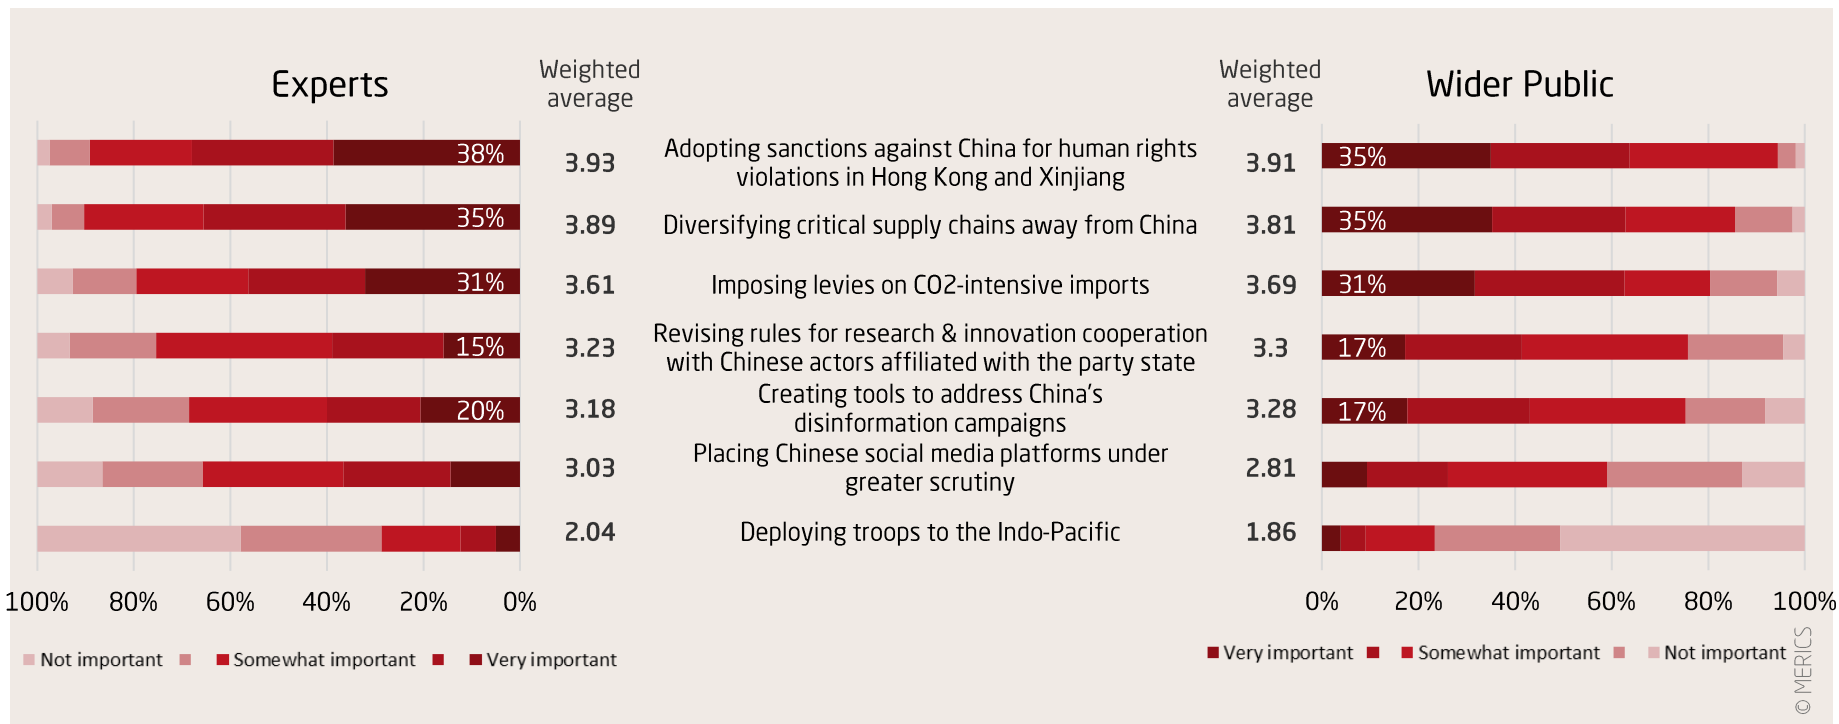 Experts
Weighted
average
Weighted
average
Wider Public
38%
3.93
Adopting sanctions against China for human rights
violations in Hong Kong and Xinjiang
3.91
35%
35%
3.89
Diversifying critical supply chains away from China
3.81
35%
31%
3.61
Imposing levies on CO2-intensive imports
3.69
31%
15%
3.23
Revising rules for research & innovation cooperation
with Chinese actors affiliated with the party state
3.3
17%
20%
3.18
Creating tools to address China's
disinformation campaigns
3.28
17%
3.03
Placing Chinese social media platforms under
greater scrutiny
2.81
2.04
Deploying troops to the Indo-Pacific
1.86
100% 80% 60% 40% 20% 0%
0% 20% 40% 60% 80% 100%
Not important Somewhat important Very important
Very important Somewhat important Not important
© MERICS